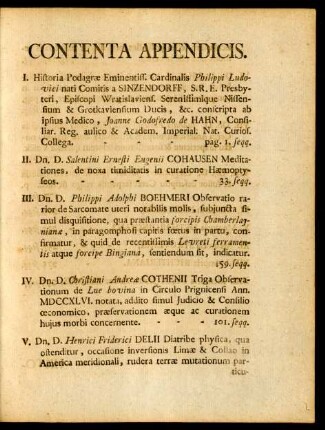 CONTENTA APPENDICIS.
I. Historia Podagræ Eminentiss. Cardinalis Philippi Ludo-
vici nati Comitis a SINZENDORFF, S. R. E. Presby-
teri, Episcopi Wratislaviens. Serenissimique Nissen-
sium & Grotkaviensium Ducis, &c. conscripta ab
ipsius Medico, Joanne Godofredo de HAHN, Consi-
liar. Reg. aulico & Academ. Imperial. Nat. Curios.
Collega. - - - pag. 1. seqq.
II. Dn. D. Salentini Ernesti Eugenii COHAUSEN Medita-
tiones, de noxa timiditatis in curatione Hæmopty-
seos. - - - 33. seqq.
III. Dn. D. Philippi Adolphi BOEHMERI Observatio ra-
rior de Sarcomate uteri notabilis molis, subjuncta si-
mul disquisitione, qua præstantia forcipis Chamberlay-
nianæ, in paragomphosi capitis fœtus in partu, con-
firmatur, & quid de recentissimis Levreti ferramen-
tis atque forcipe Bingiana, sentiendum sit, indicatur.
159. seqq.
IV. Dn. D. Christiani Andreæ COTHENII Triga Observa-
tionum de Lue bovina in Circulo Prignicensi Ann.
MDCCXLVI. notata, addito simul Judicio & Consilio
œconomico, præservationem æque ac curationem
hujus morbi concernente. - - 101. seqq.
V. Dn. D. Henrici Friderici DELII Diatribe physica, qua
ostenditur, occasione inversionis Limæ & Collao in
America meridionali, rudera terræ mutationum par-
ticu-